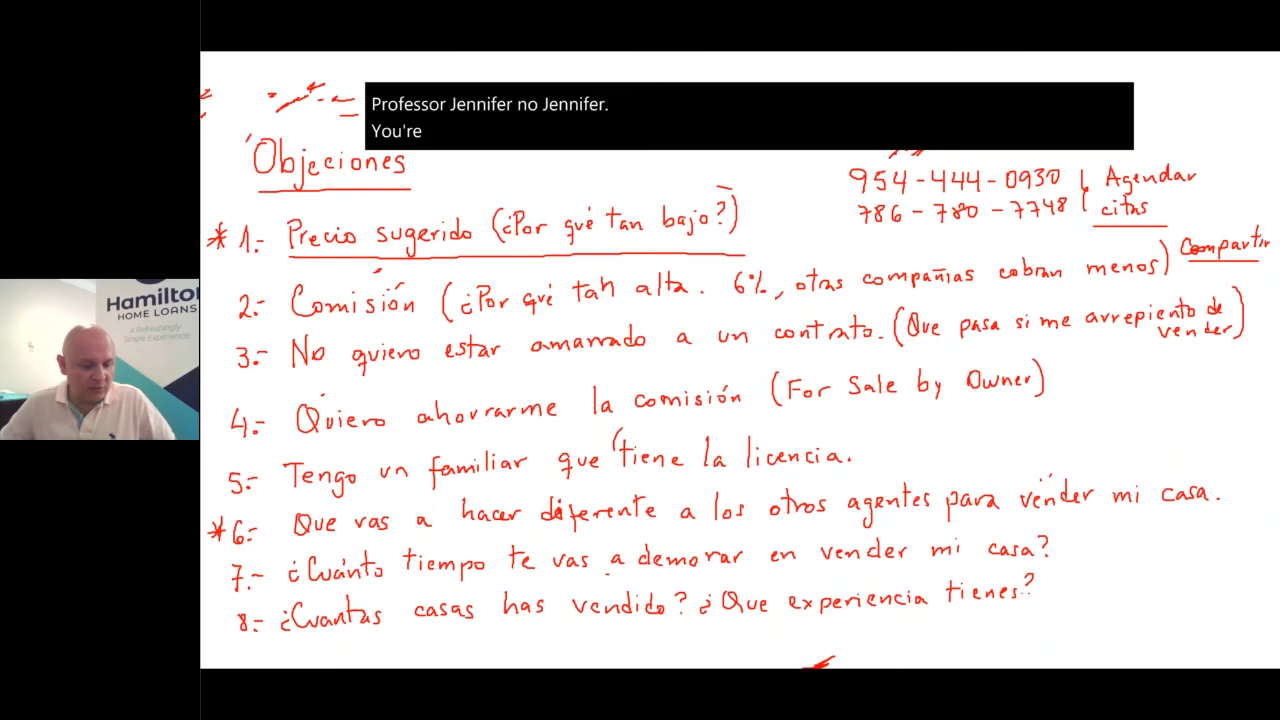 Professor Jennifer no Jennifer.
You're
Objeciones
954-444-0930
786-780-7748
Agendar
citas
*1.- Precio sugerido (¿Por qué tan bajo?)
Compartir
2.- Comisión (¿Por qué tan alta. 6%, otras compañias cobran menos)
3.- No quiero estar amarrado a un contrato. (Que pasa si me arrepiento de
vender)
4.- Quiero ahorrarme la comisión (For Sale by Owner)
5.- Tengo un familiar que tiene la licencia.
*6.- Que vas a hacer diferente a los otros agentes para vender mi casa.
7.- ¿Cuánto tiempo te vas a demorar en vender mi casa?
8.- ¿Cuantas casas has vendido? ¿Que experiencia tienes?
Hamilton
HOME LOANS
A Refreshingly
Simple Experience